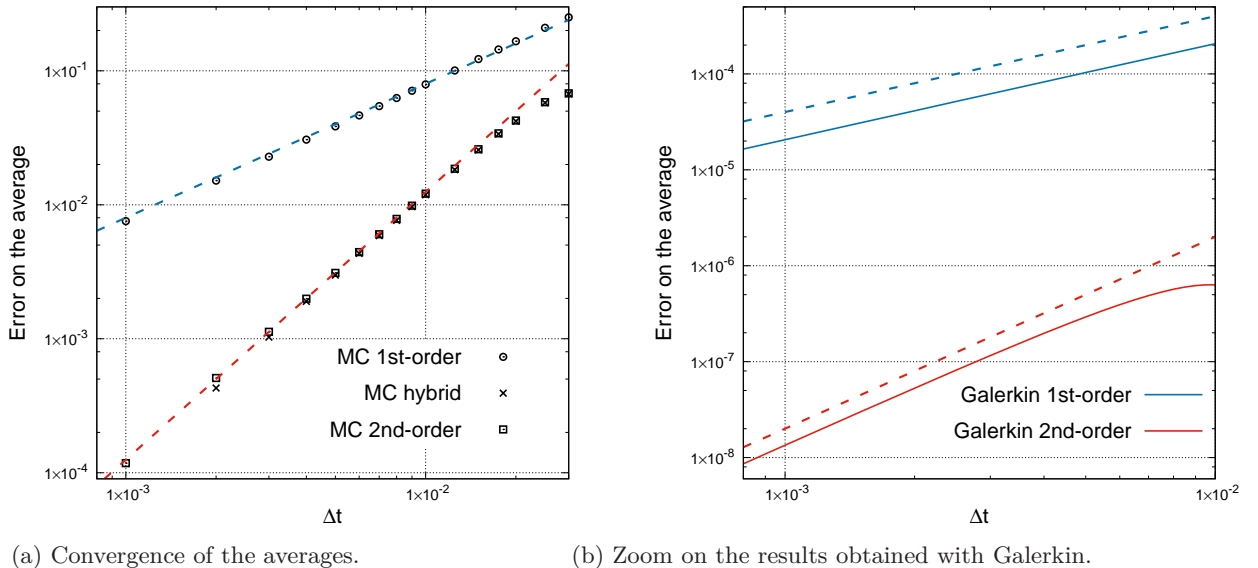 1×10⁻¹
1×10⁻²
1×10⁻³
1×10⁻⁴
Error on the average
MC 1st-order
MC hybrid
MC 2nd-order
1×10⁻³
1×10⁻²
Δt
(a) Convergence of the averages.
1×10⁻⁴
1×10⁻⁵
1×10⁻⁶
1×10⁻⁷
1×10⁻⁸
Error on the average
Galerkin 1st-order
Galerkin 2nd-order
1×10⁻³
1×10⁻²
Δt
(b) Zoom on the results obtained with Galerkin.